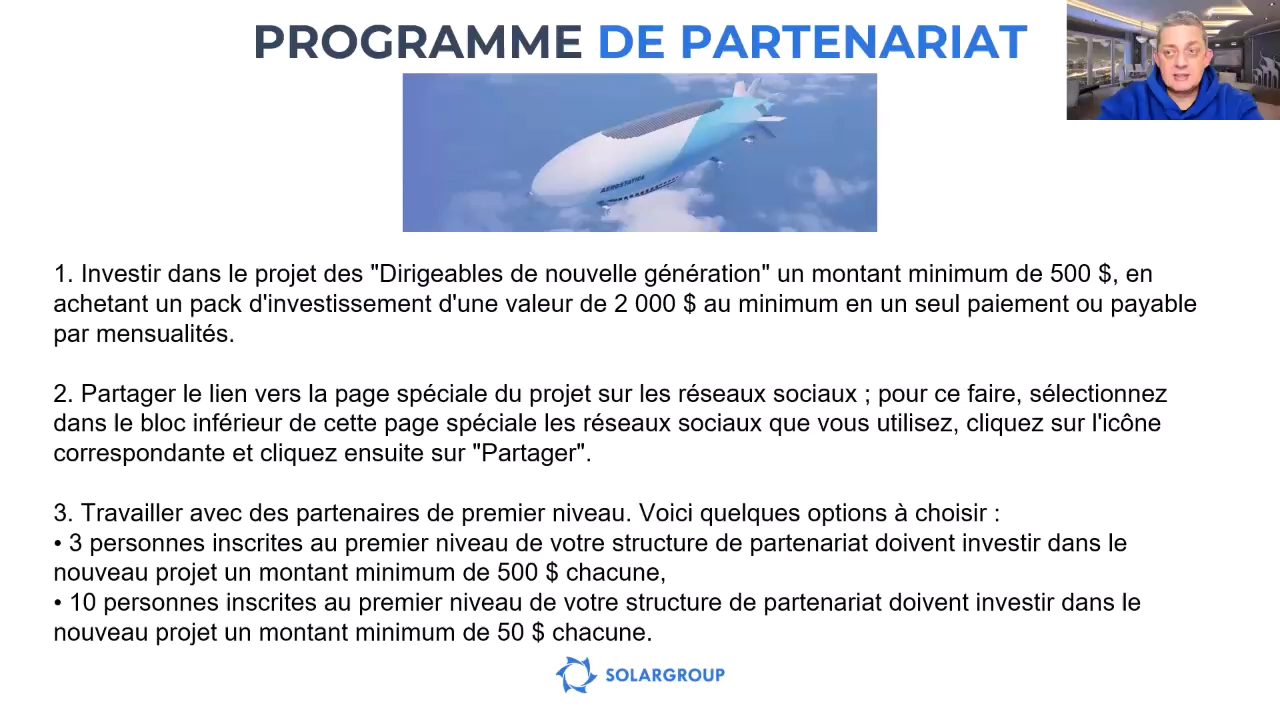 PROGRAMME DE PARTENARIAT
AEROSTATICA
1. Investir dans le projet des "Dirigeables de nouvelle génération" un montant minimum de 500 $, en
achetant un pack d'investissement d'une valeur de 2 000 $ au minimum en un seul paiement ou payable
par mensualités.
2. Partager le lien vers la page spéciale du projet sur les réseaux sociaux ; pour ce faire, sélectionnez
dans le bloc inférieur de cette page spéciale les réseaux sociaux que vous utilisez, cliquez sur l'icône
correspondante et cliquez ensuite sur "Partager".
3. Travailler avec des partenaires de premier niveau. Voici quelques options à choisir :
• 3 personnes inscrites au premier niveau de votre structure de partenariat doivent investir dans le
nouveau projet un montant minimum de 500 $ chacune,
• 10 personnes inscrites au premier niveau de votre structure de partenariat doivent investir dans le
nouveau projet un montant minimum de 50 $ chacune.
SOLARGROUP